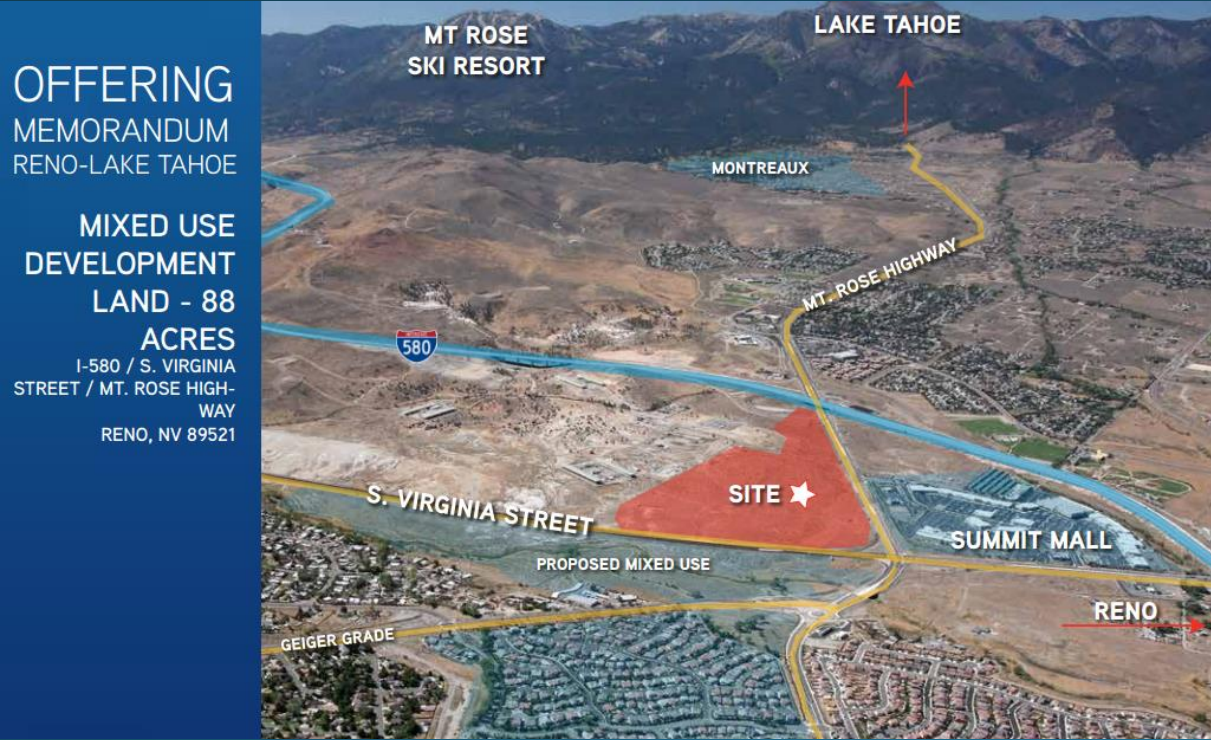 OFFERING
MEMORANDUM
RENO-LAKE TAHOE
MIXED USE
DEVELOPMENT
LAND - 88
ACRES
I-580 / S. VIRGINIA
STREET / MT. ROSE HIGH-
WAY
RENO, NV 89521
MT ROSE
SKI RESORT
LAKE TAHOE
MONTREAUX
MT. ROSE HIGHWAY
580
SITE
S. VIRGINIA STREET
SUMMIT MALL
PROPOSED MIXED USE
RENO
GEIGER GRADE